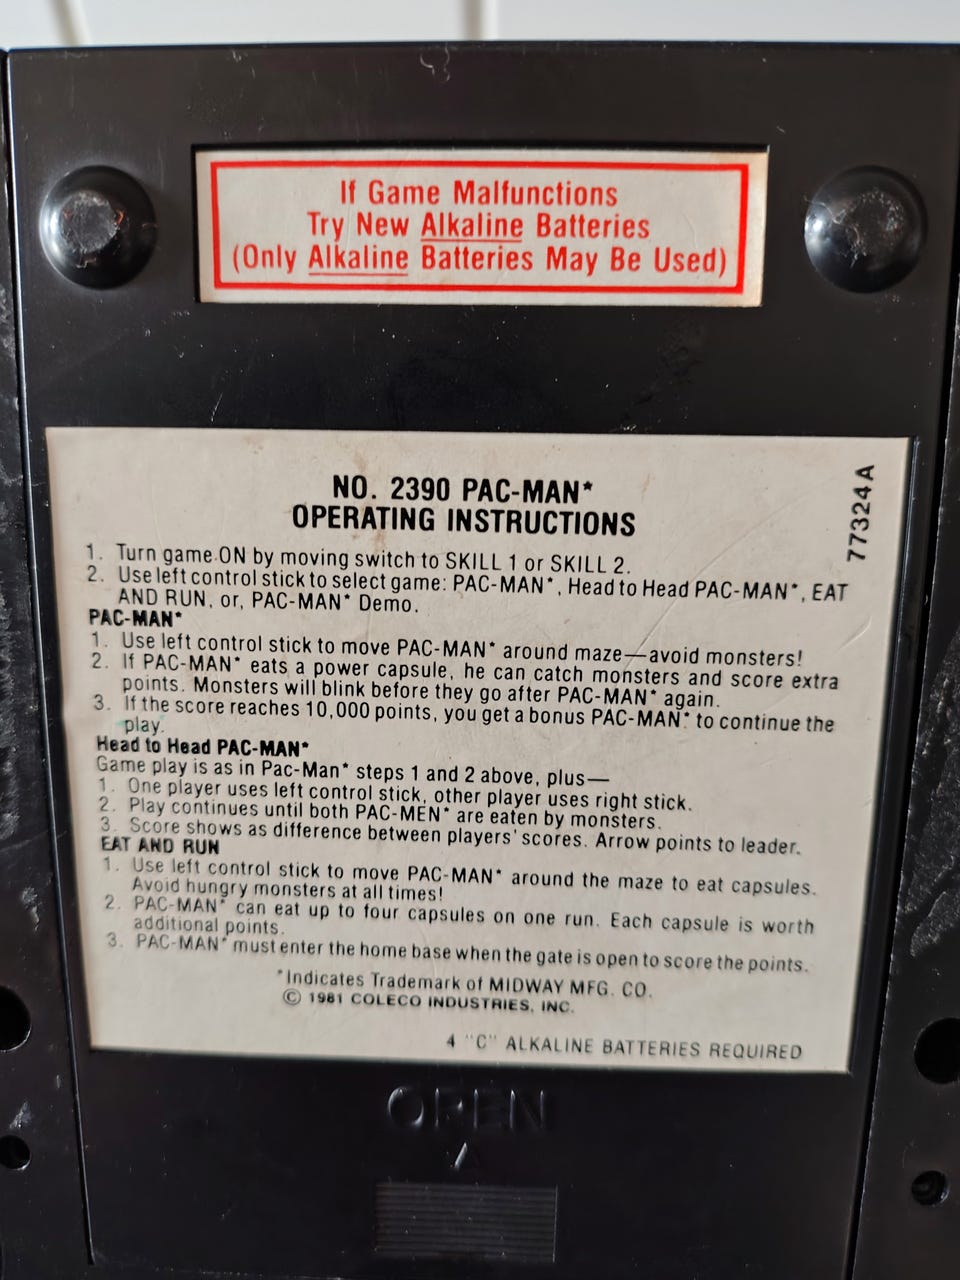 If Game Malfunctions
Try New Alkaline Batteries
(Only Alkaline Batteries May Be Used)
NO. 2390 PAC-MAN*
OPERATING INSTRUCTIONS
77324A
1. Turn game ON by moving switch to SKILL 1 or SKILL 2.
2. Use left control stick to select game: PAC-MAN*, Head to Head PAC-MAN*, EAT
AND RUN, or, PAC-MAN* Demo.
PAC-MAN*
1. Use left control stick to move PAC-MAN* around maze—avoid monsters!
2. If PAC-MAN* eats a power capsule, he can catch monsters and score extra
points. Monsters will blink before they go after PAC-MAN* again.
3. If the score reaches 10,000 points, you get a bonus PAC-MAN* to continue the
play.
Head to Head PAC-MAN*
Game play is as in Pac-Man* steps 1 and 2 above, plus—
1. One player uses left control stick, other player uses right stick.
2. Play continues until both PAC-MEN* are eaten by monsters.
3. Score shows as difference between players' scores. Arrow points to leader.
EAT AND RUN
1. Use left control stick to move PAC-MAN* around the maze to eat capsules.
Avoid hungry monsters at all times!
2. PAC-MAN* can eat up to four capsules on one run. Each capsule is worth
additional points.
3. PAC-MAN* must enter the home base when the gate is open to score the points.
*Indicates Trademark of MIDWAY MFG. CO.
© 1981 COLECO INDUSTRIES, INC.
4 "C" ALKALINE BATTERIES REQUIRED
OPEN